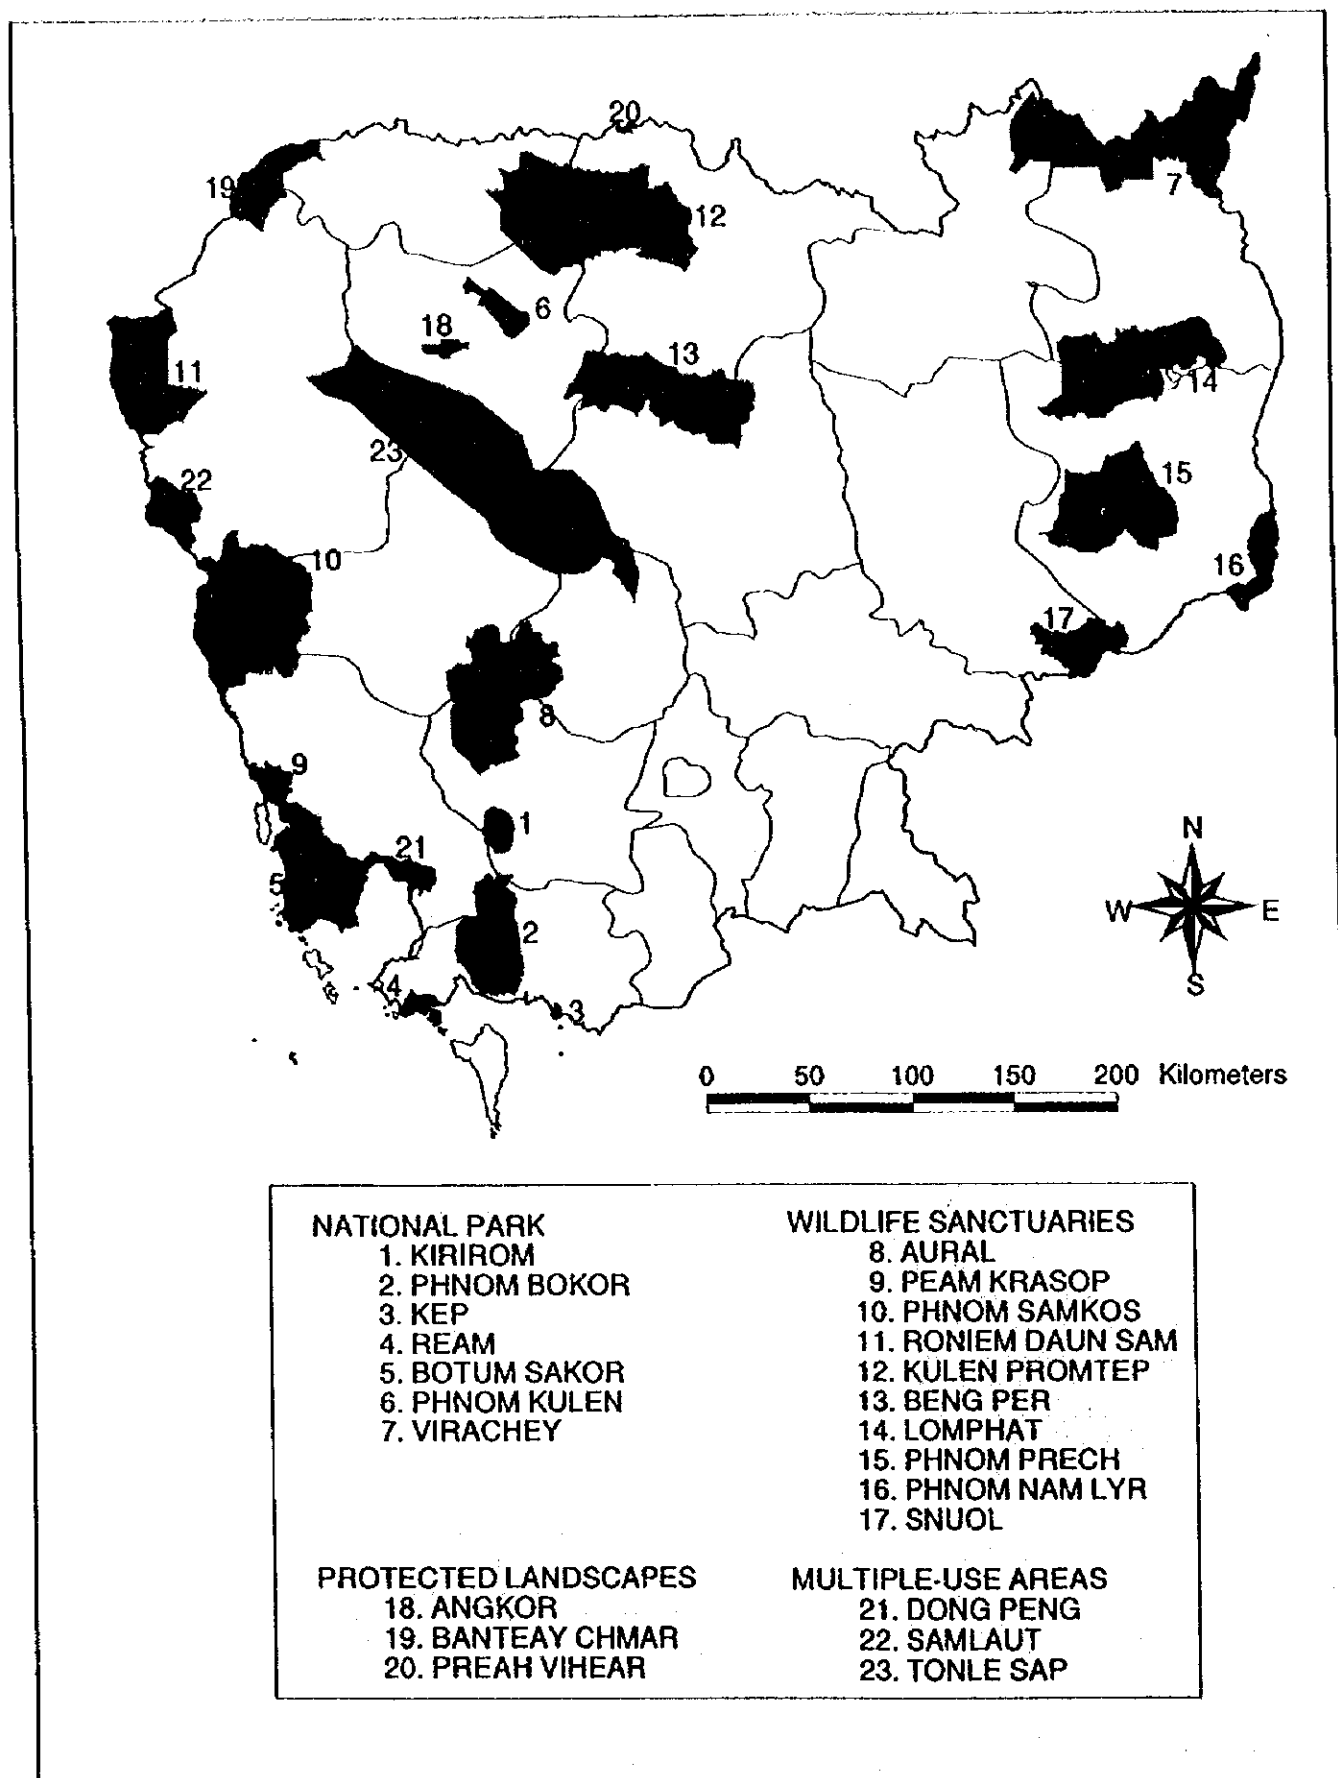 20
19
12
7
6
18
13
11
14
23
22
15
10
16
17
8
9
1
21
5
2
4
3
N
W E
S
0 50 100 150 200 Kilometers
NATIONAL PARK
1. KIRIROM
2. PHNOM BOKOR
3. KEP
4. REAM
5. BOTUM SAKOR
6. PHNOM KULEN
7. VIRACHEY
WILDLIFE SANCTUARIES
8. AURAL
9. PEAM KRASOP
10. PHNOM SAMKOS
11. RONIEM DAUN SAM
12. KULEN PROMTEP
13. BENG PER
14. LOMPHAT
15. PHNOM PRECH
16. PHNOM NAM LYR
17. SNUOL
PROTECTED LANDSCAPES
18. ANGKOR
19. BANTEAY CHMAR
20. PREAH VIHEAR
MULTIPLE-USE AREAS
21. DONG PENG
22. SAMLAUT
23. TONLE SAP